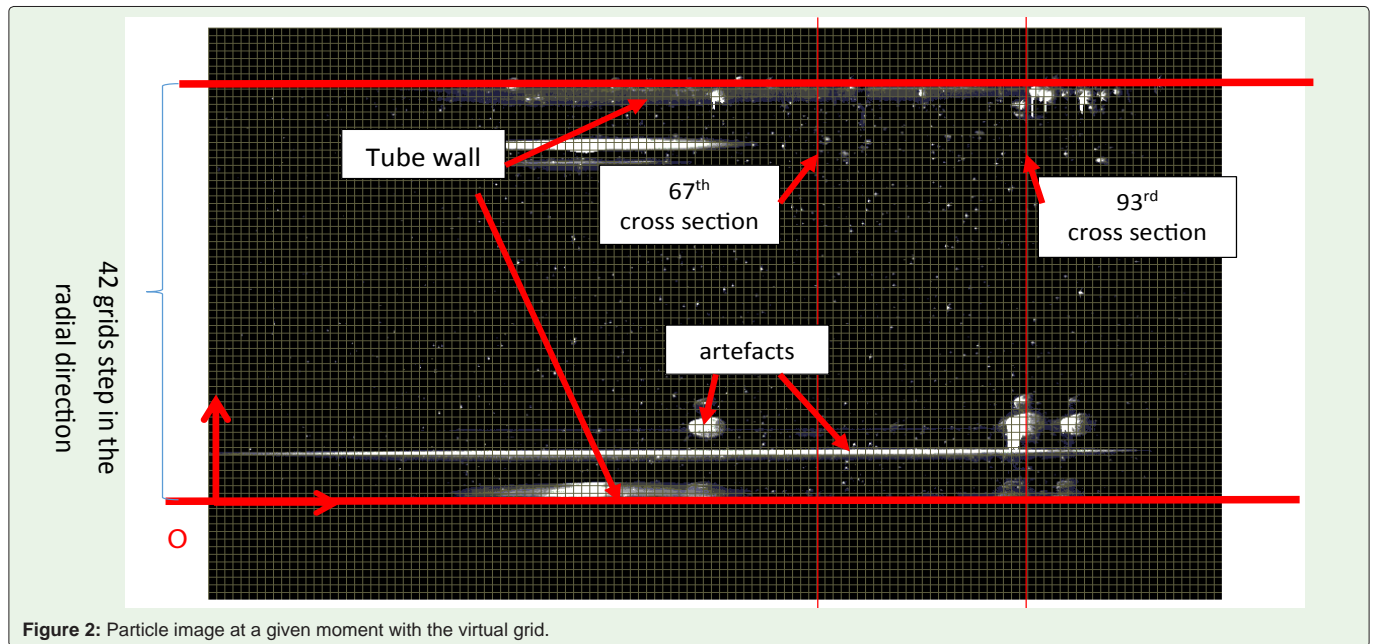 Tube wall
67th
cross section
93rd
cross section
artefacts
42 grids step in the
radial direction
O
Figure 2: Particle image at a given moment with the virtual grid.